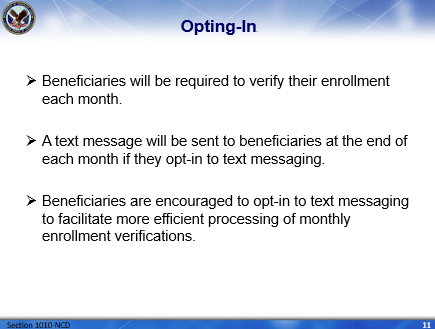 Opting-In
➢ Beneficiaries will be required to verify their enrollment
each month.
➢ A text message will be sent to beneficiaries at the end of
each month if they opt-in to text messaging.
➢ Beneficiaries are encouraged to opt-in to text messaging
to facilitate more efficient processing of monthly
enrollment verifications.
Section 1010-NCD
11